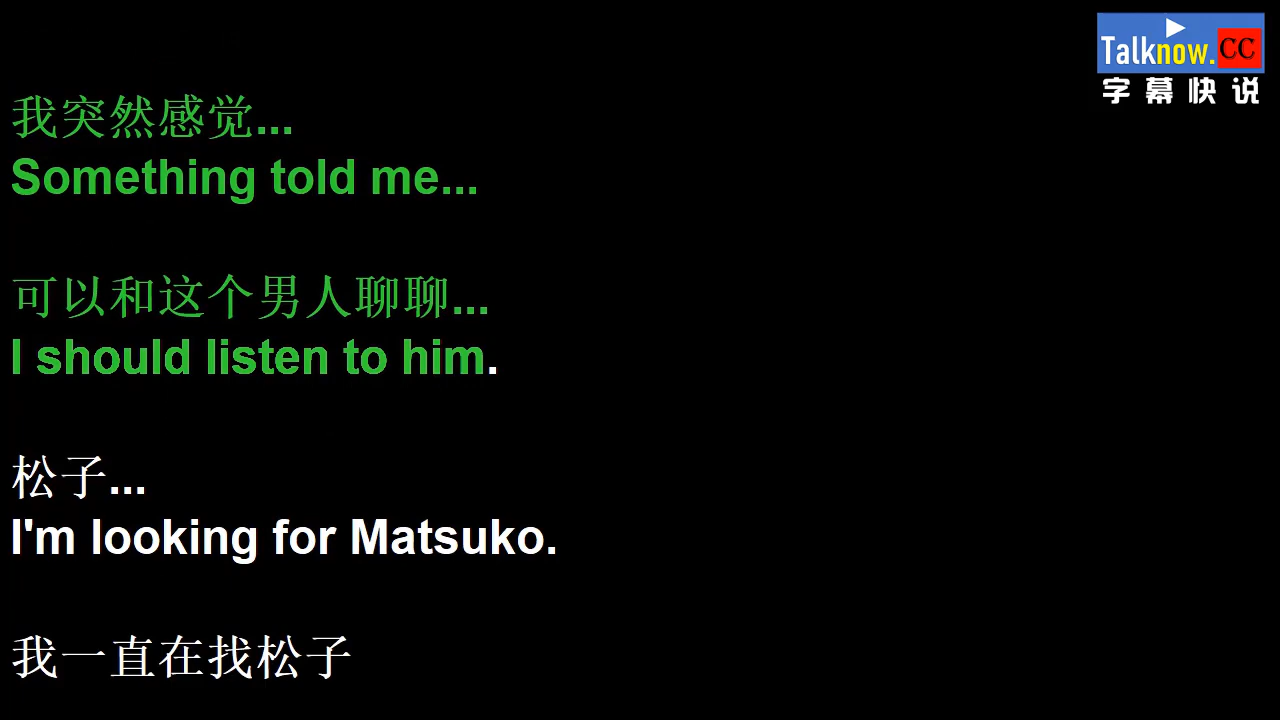 Talknow.CC
字幕快说
我突然感觉...
Something told me...
可以和这个男人聊聊...
I should listen to him.
松子...
I'm looking for Matsuko.
我一直在找松子